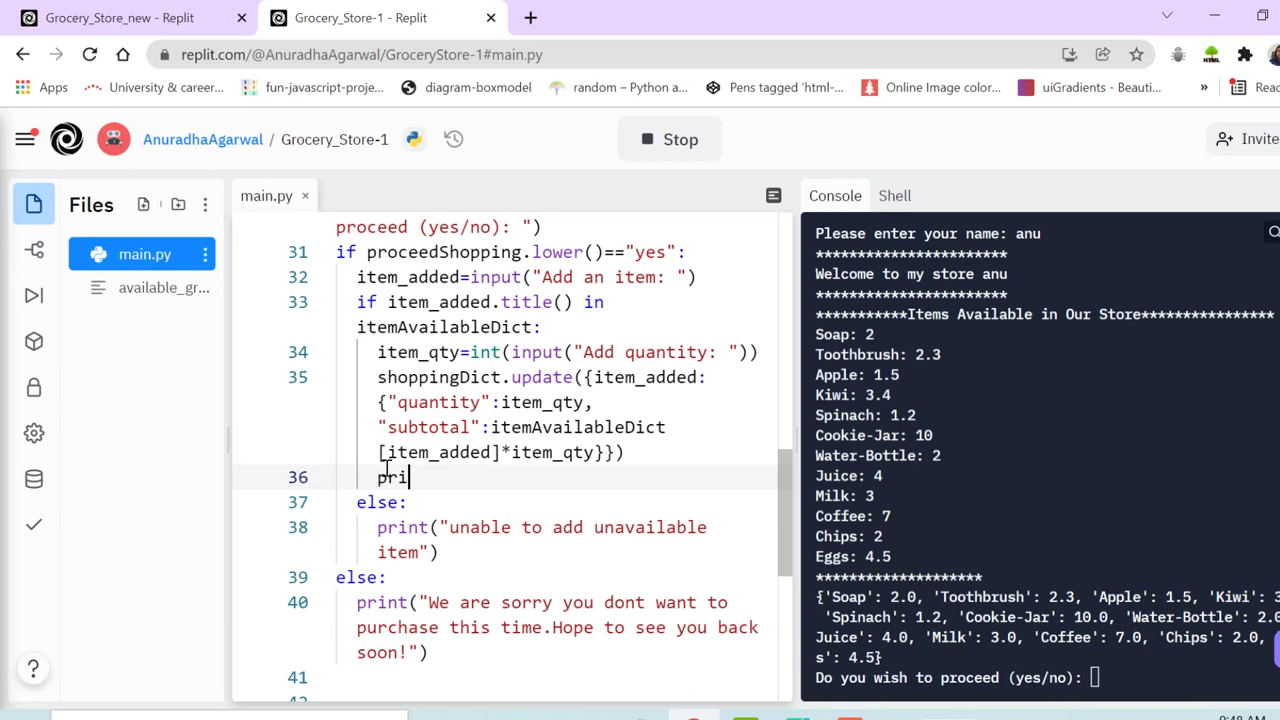 Grocery_Store_new - Replit
Grocery_Store-1 - Replit
replit.com/@AnuradhaAgarwal/GroceryStore-1#main.py
Apps
University & career...
fun-javascript-proje...
diagram-boxmodel
random – Python a...
Pens tagged 'html-...
Online Image color...
uiGradients - Beauti...
»
Rea
AnuradhaAgarwal / Grocery_Store-1
Stop
Invite
Files
main.py
available_gr...
main.py
proceed (yes/no): ")
31 if proceedShopping.lower()=="yes":
32 item_added=input("Add an item: ")
33 if item_added.title() in
itemAvailableDict:
34 item_qty=int(input("Add quantity: "))
35 shoppingDict.update({item_added:
{"quantity":item_qty,
"subtotal":itemAvailableDict
[item_added]*item_qty}})
36 pri
37 else:
38 print("unable to add unavailable
item")
39 else:
40 print("We are sorry you dont want to
purchase this time.Hope to see you back
soon!")
41
Console
Shell
Please enter your name: anu
***********************
Welcome to my store anu
***********************
***********Items Available in Our Store****************
Soap: 2
Toothbrush: 2.3
Apple: 1.5
Kiwi: 3.4
Spinach: 1.2
Cookie-Jar: 10
Water-Bottle: 2
Juice: 4
Milk: 3
Coffee: 7
Chips: 2
Eggs: 4.5
********************
{'Soap': 2.0, 'Toothbrush': 2.3, 'Apple': 1.5, 'Kiwi': 3
'Spinach': 1.2, 'Cookie-Jar': 10.0, 'Water-Bottle': 2.
Juice': 4.0, 'Milk': 3.0, 'Coffee': 7.0, 'Chips': 2.0,
s': 4.5}
Do you wish to proceed (yes/no):